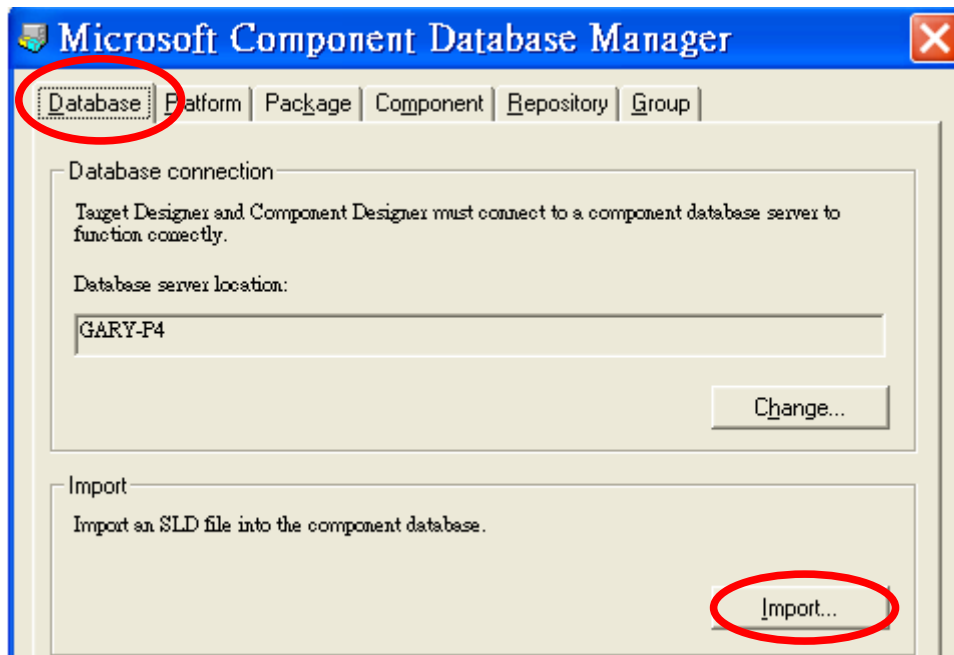 Microsoft Component Database Manager
Database Platform Package Component Repository Group
Database connection
Target Designer and Component Designer must connect to a component database server to
function correctly.
Database server location:
GARY-P4
Change...
Import
Import an SLD file into the component database.
Import...